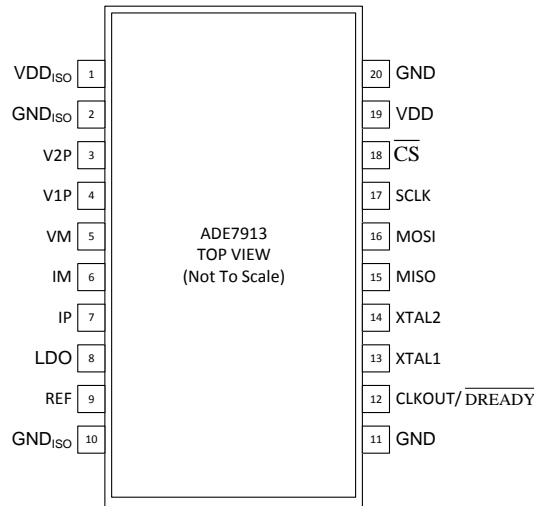 VDDISO 1
GNDISO 2
V2P 3
V1P 4
VM 5
IM 6
IP 7
LDO 8
REF 9
GNDISO 10
ADE7913
TOP VIEW
(Not To Scale)
20 GND
19 VDD
18 CS
17 SCLK
16 MOSI
15 MISO
14 XTAL2
13 XTAL1
12 CLKOUT/ DREADY
11 GND